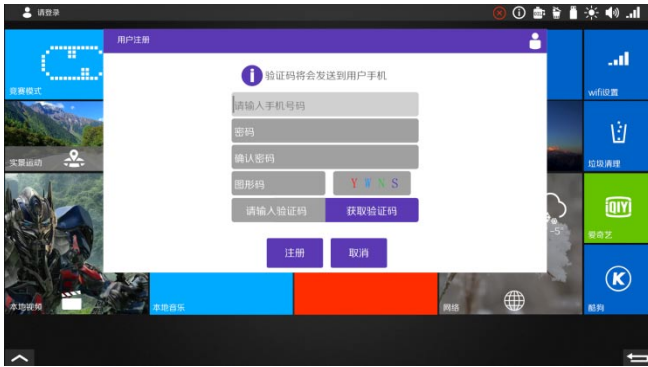 请登录
用户注册
验证码将会发送到用户手机
请输入手机号码
密码
确认密码
图形码
Y W N S
请输入验证码
获取验证码
注册
取消
竞赛模式
实景运动
本地视频
本地音乐
网络
-5°
wifi设置
垃圾清理
iQIYI
爱奇艺
K
酷狗